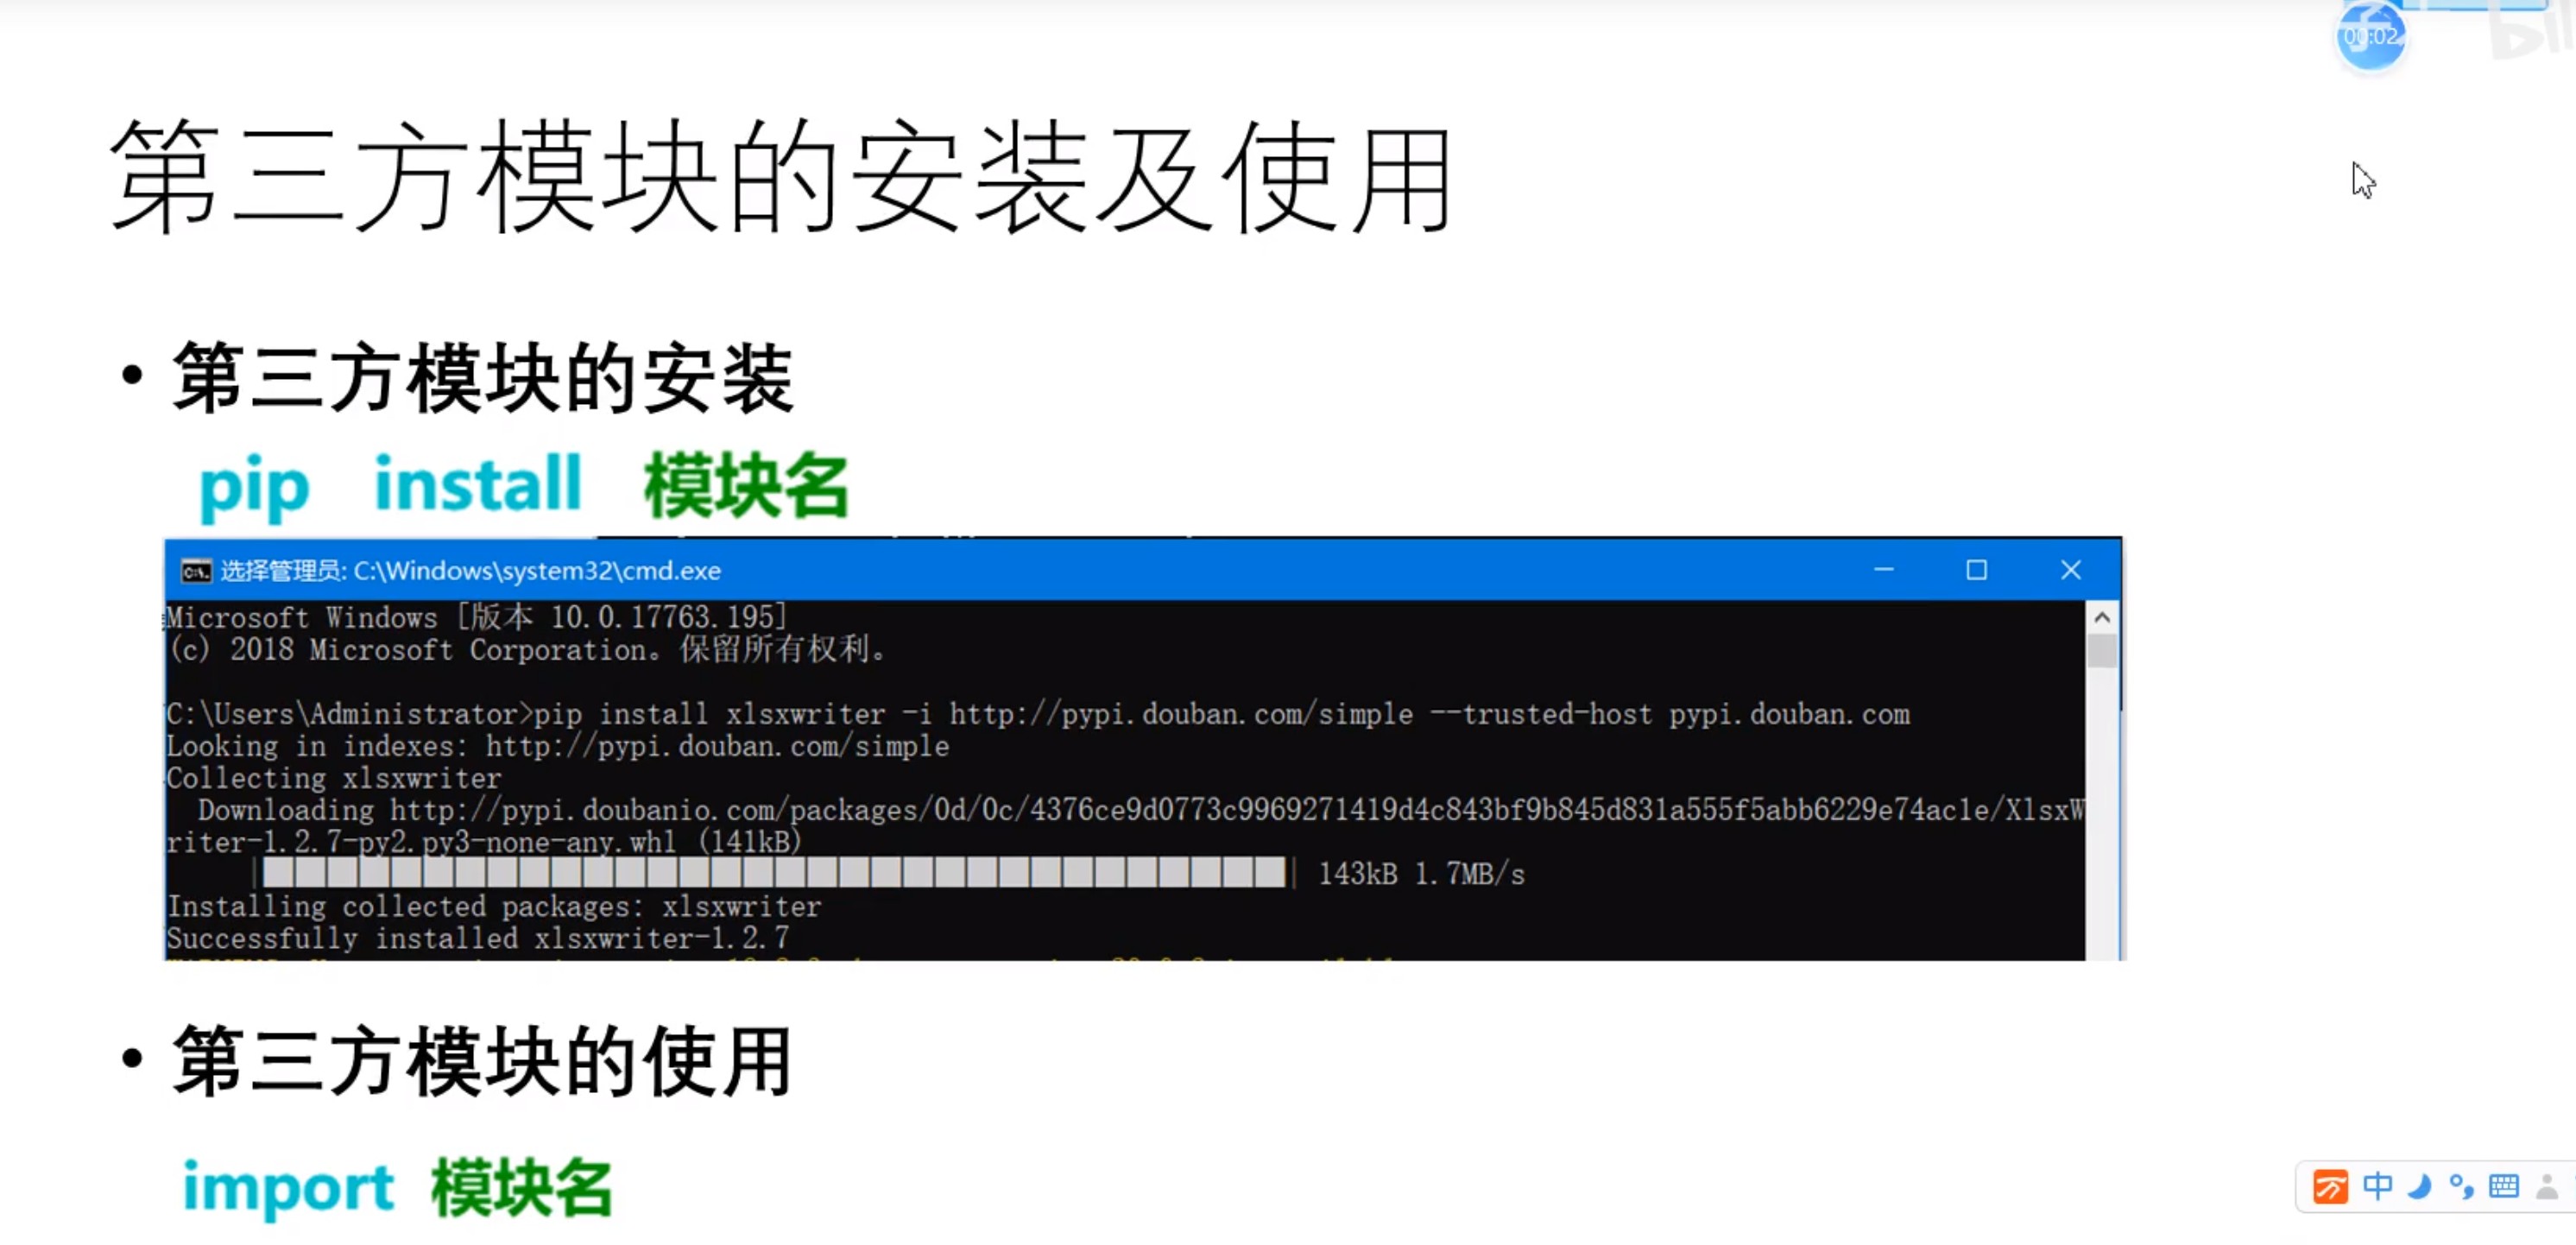 00:02
第三方模块的安装及使用
• 第三方模块的安装
pip install 模块名
选择管理员: C:\Windows\system32\cmd.exe
Microsoft Windows [版本 10.0.17763.195]
(c) 2018 Microsoft Corporation。保留所有权利。
C:\Users\Administrator>pip install xlsxwriter -i http://pypi.douban.com/simple --trusted-host pypi.douban.com
Looking in indexes: http://pypi.douban.com/simple
Collecting xlsxwriter
Downloading http://pypi.doubanio.com/packages/0d/0c/4376ce9d0773c9969271419d4c843bf9b845d831a555f5abb6229e74ac1e/XlsxW
riter-1.2.7-py2.py3-none-any.whl (141kB)
143kB 1.7MB/s
Installing collected packages: xlsxwriter
Successfully installed xlsxwriter-1.2.7
• 第三方模块的使用
import 模块名
中